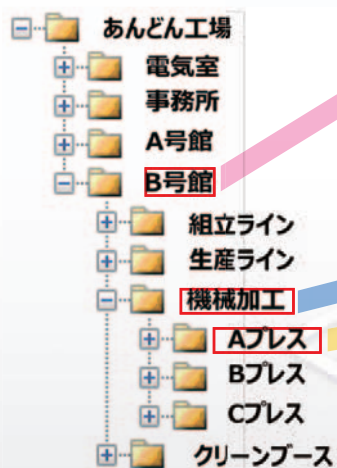 あんどん工場
電気室
事務所
A号館
B号館
組立ライン
生産ライン
機械加工
Aプレス
Bプレス
Cプレス
クリーンブース